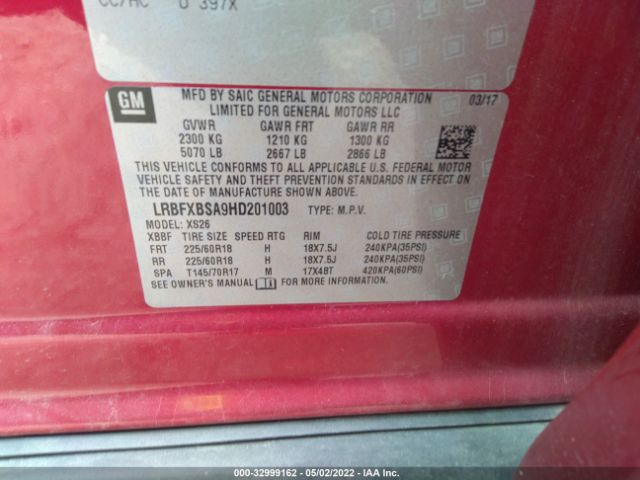 CC/AC U 397X
GM
MFD BY SAIC GENERAL MOTORS CORPORATION 03/17
LIMITED FOR GENERAL MOTORS LLC
GVWR GAWR FRT GAWR RR
2300 KG 1210 KG 1300 KG
5070 LB 2667 LB 2866 LB
THIS VEHICLE CONFORMS TO ALL APPLICABLE U.S. FEDERAL MOTOR
VEHICLE SAFETY AND THEFT PREVENTION STANDARDS IN EFFECT ON THE
DATE OF MANUFACTURE SHOWN ABOVE.
LRBFXBSA9HD201003 TYPE: M.P.V.
MODEL: XS26
XBBF TIRE SIZE SPEED RTG RIM COLD TIRE PRESSURE
FRT 225/60R18 H 18X7.5J 240KPA(35PSI)
RR 225/60R18 H 18X7.5J 240KPA(35PSI)
SPA T145/70R17 M 17X4BT 420KPA(60PSI)
SEE OWNER'S MANUAL FOR MORE INFORMATION.
000-32999162 - 05/02/2022 - IAA Inc.